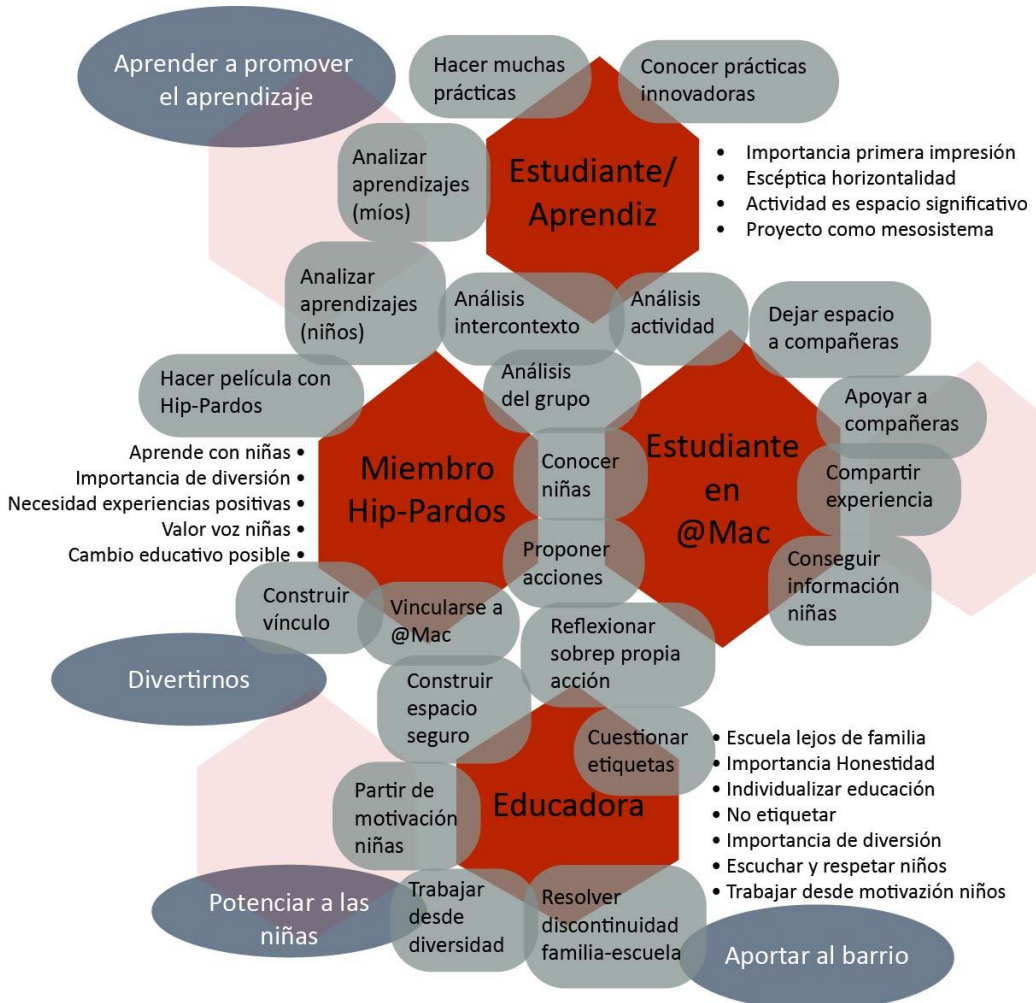 Aprender a promover
el aprendizaje
Hacer muchas
prácticas
Conocer prácticas
innovadoras
Analizar
aprendizajes
(míos)
Estudiante/
Aprendiz
• Importancia primera impresión
• Escéptica horizontalidad
• Actividad es espacio significativo
• Proyecto como mesosistema
Analizar
aprendizajes
(niños)
Análisis
intercontexto
Análisis
actividad
Dejar espacio
a compañeras
Hacer película con
Hip-Pardos
Análisis
del grupo
Apoyar a
compañeras
Aprende con niñas •
Importancia de diversión •
Necesidad experiencias positivas •
Valor voz niñas •
Cambio educativo posible •
Miembro
Hip-Pardos
Conocer
niñas
Estudiante
en
@Mac
Compartir
experiencia
Proponer
acciones
Conseguir
información
niñas
Construir
vínculo
Vincularse a
@Mac
Reflexionar
sobrep propia
acción
Divertirnos
Construir
espacio
seguro
Cuestionar
etiquetas
• Escuela lejos de familia
• Importancia Honestidad
• Individualizar educación
• No etiquetar
• Importancia de diversión
• Escuchar y respetar niños
• Trabajar desde motivazión niños
Partir de
motivación
niñas
Educadora
Potenciar a las
niñas
Trabajar
desde
diversidad
Resolver
discontinuidad
familia-escuela
Aportar al barrio